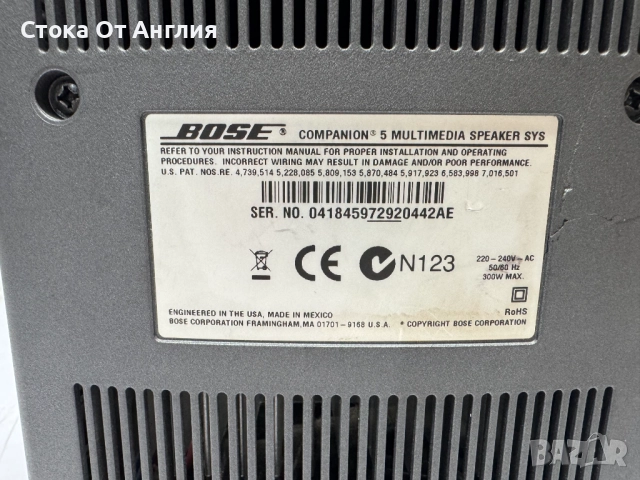 Стока От Англия
BOSE® COMPANION® 5 MULTIMEDIA SPEAKER SYS
REFER TO YOUR INSTRUCTION MANUAL FOR PROPER INSTALLATION AND OPERATING
PROCEDURES. INCORRECT WIRING MAY RESULT IN DAMAGE AND/OR POOR PERFORMANCE.
U.S. PAT. NOS.RE. 4,739,514 5,228,085 5,809,153 5,870,484 5,917,923 6,583,998 7,016,501
SER. NO. 041845972920442AE
CE N123
220-240V~AC
50/60 Hz
300W MAX.
RoHS
ENGINEERED IN THE USA, MADE IN MEXICO
BOSE CORPORATION FRAMINGHAM,MA 01701-9168 U.S.A. * COPYRIGHT BOSE CORPORATION
BAZAR